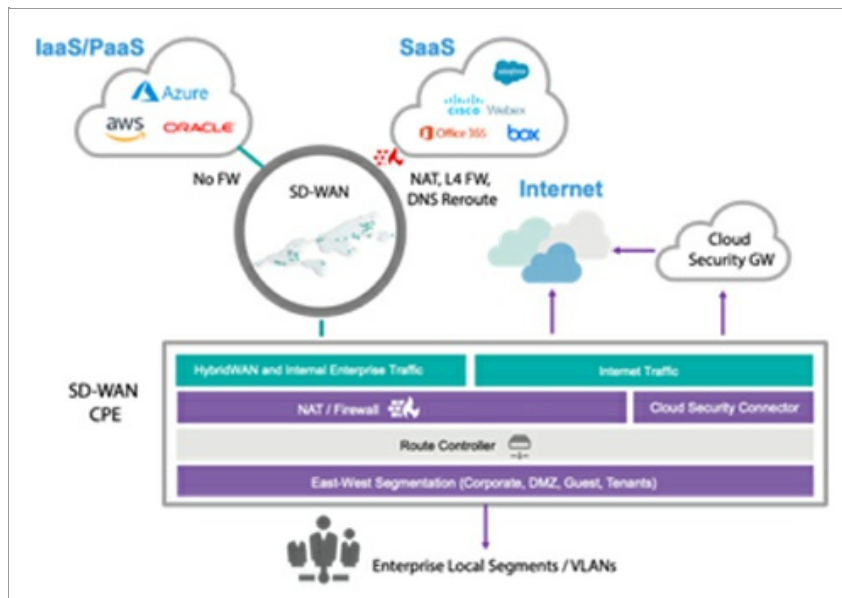 IaaS/PaaS
Azure
aws
ORACLE
SaaS
salesforce
CISCO Webex
Office 365
box
No FW
SD-WAN
NAT, L4 FW,
DNS Reroute
Internet
Cloud
Security GW
SD-WAN
CPE
HybridWAN and Internal Enterprise Traffic
Internet Traffic
NAT / Firewall
Cloud Security Connector
Route Controller
East-West Segmentation (Corporate, DMZ, Guest, Tenants)
Enterprise Local Segments / VLANs